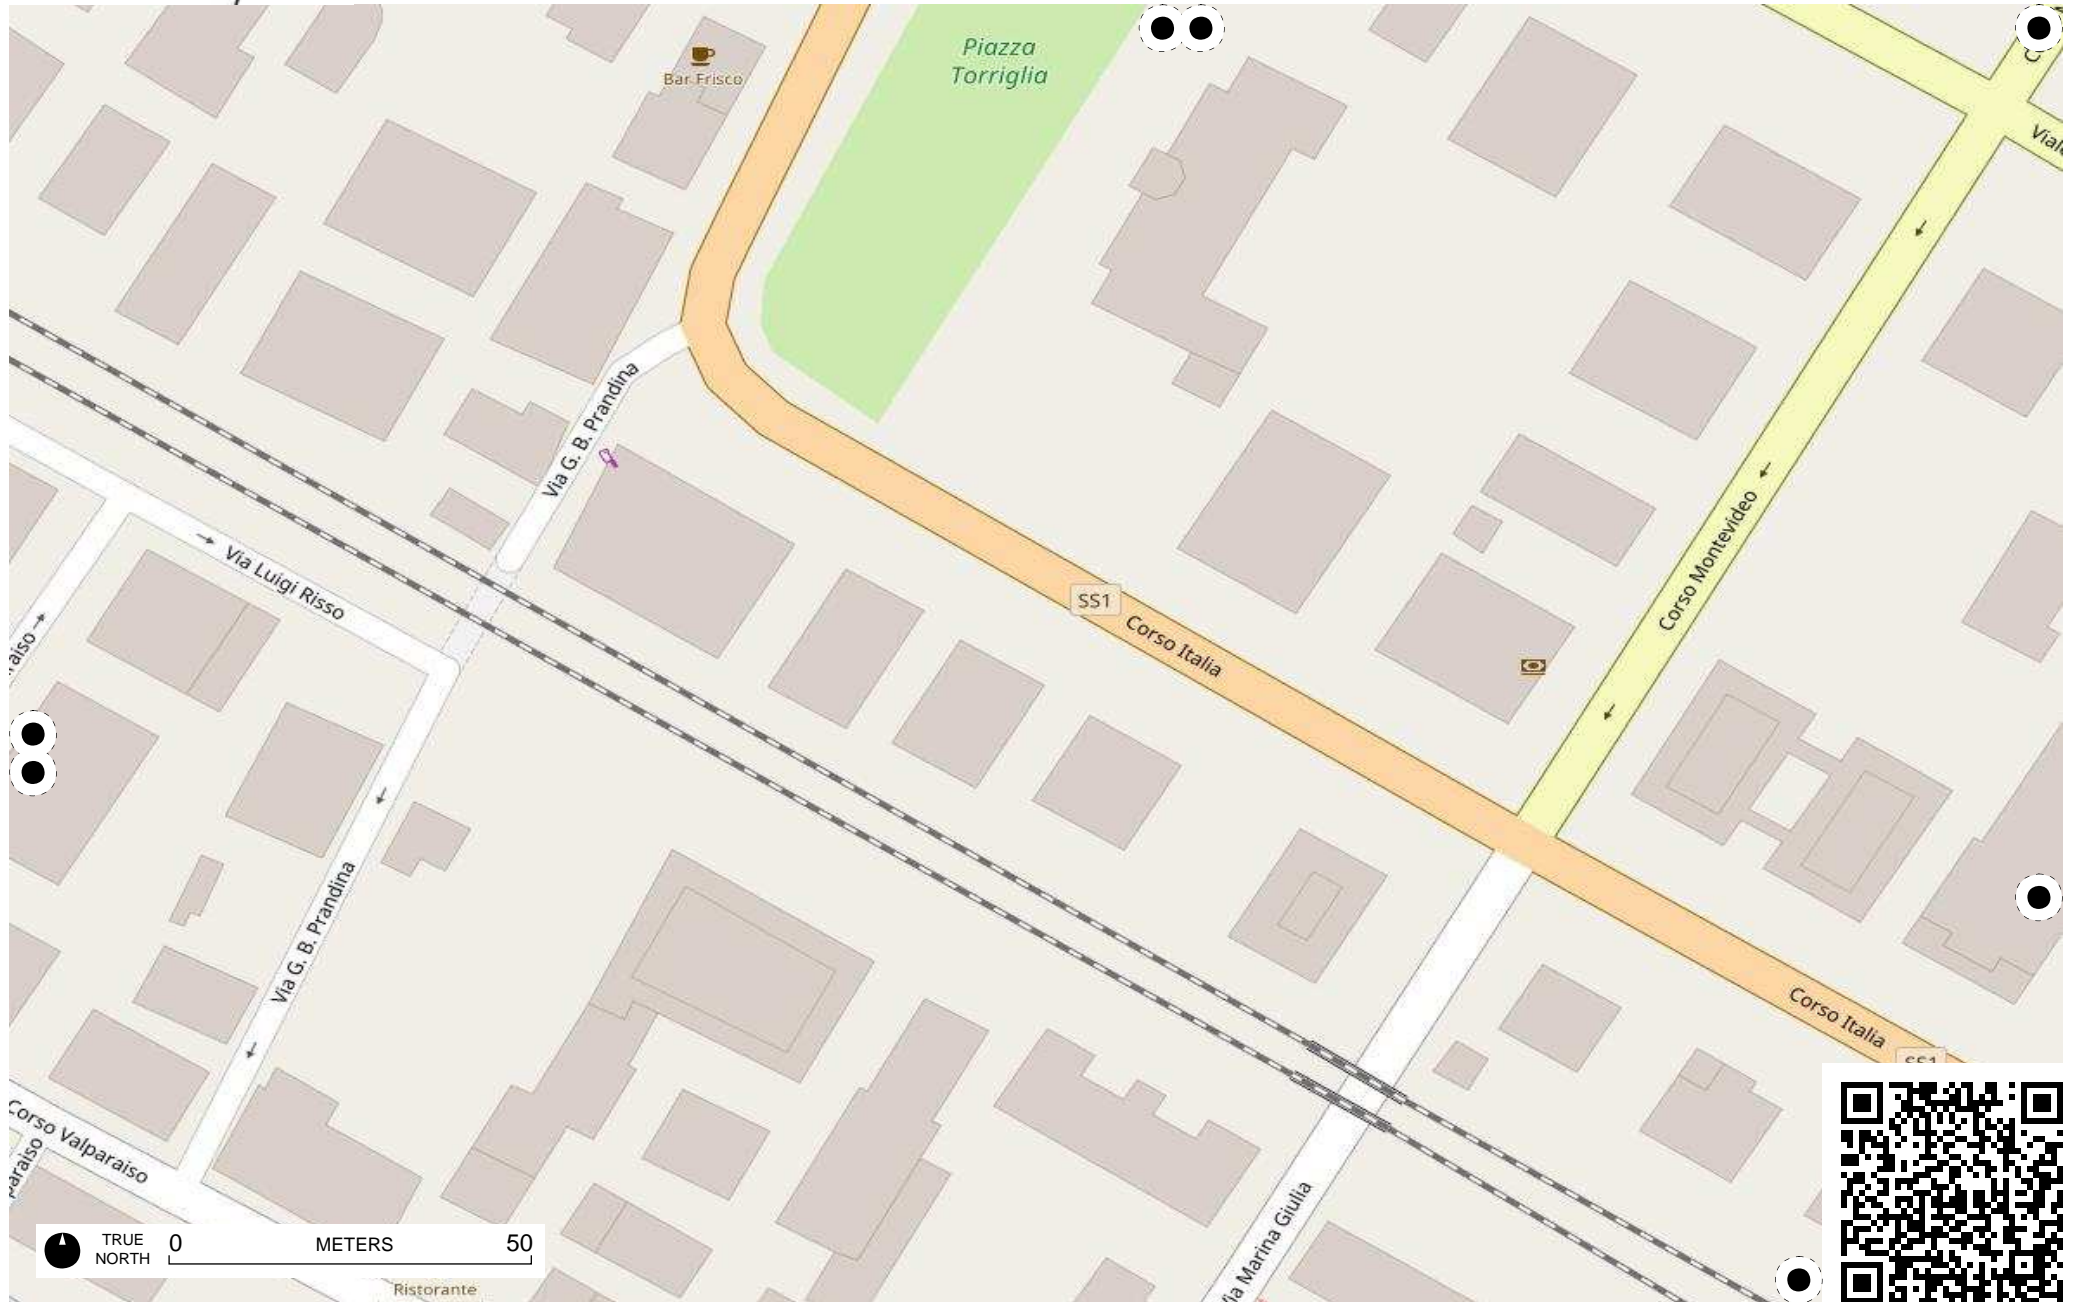 Piazza
Torriglia
Bar Frisco
Via G. B. Prandina
Via Luigi Risso
SS1
Corso Italia
Corso Montevideo
Via G. B. Prandina
Corso Italia
Corso Valparaiso
Via Marina Giulia
TRUE
NORTH
0 METERS 50
Ristorante